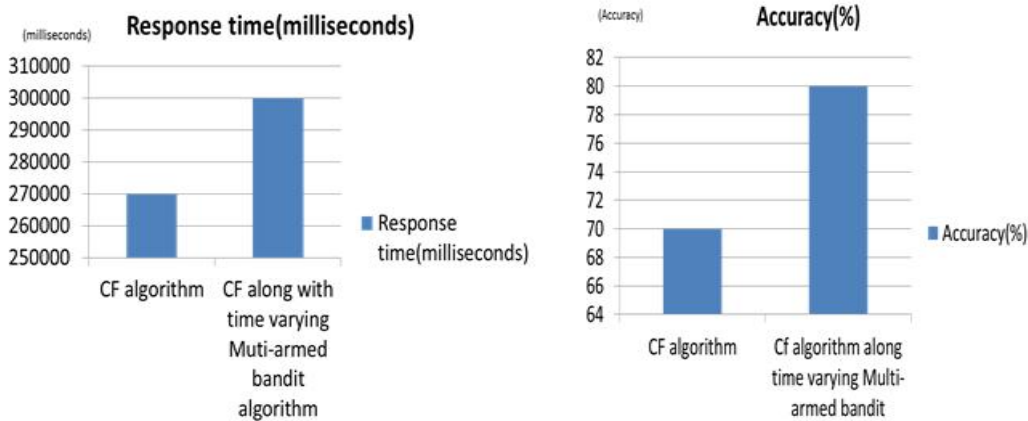 Response time(milliseconds)
(milliseconds)
310000
300000
290000
280000
270000
260000
250000
CF algorithm
CF along with
time varying
Muti-armed
bandit
algorithm
Response
time(milliseconds)
Accuracy(%)
(Accuracy)
82
80
78
76
74
72
70
68
66
64
CF algorithm
Cf algorithm along
time varying Multi-
armed bandit
Accuracy(%)